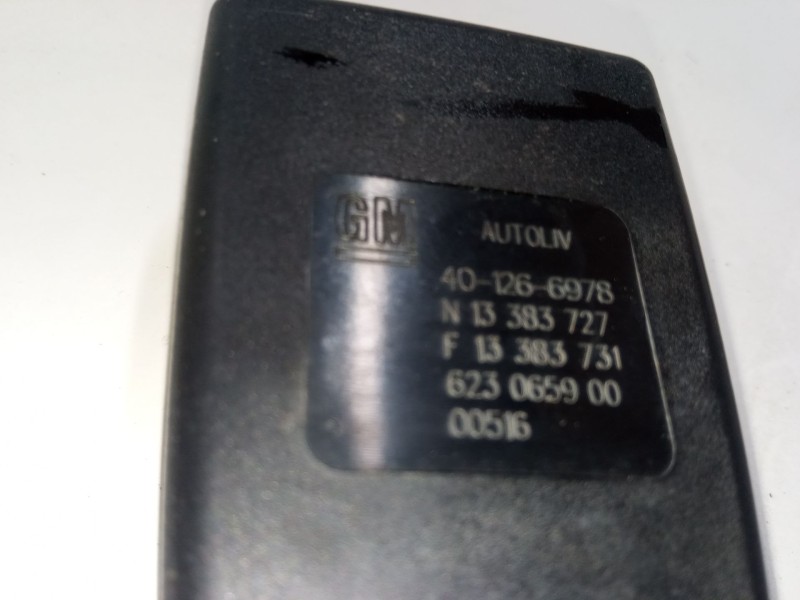 GM AUTOLIV
40-126-6978
N 13 383 727
F 13 383 731
623 0659 00
00516